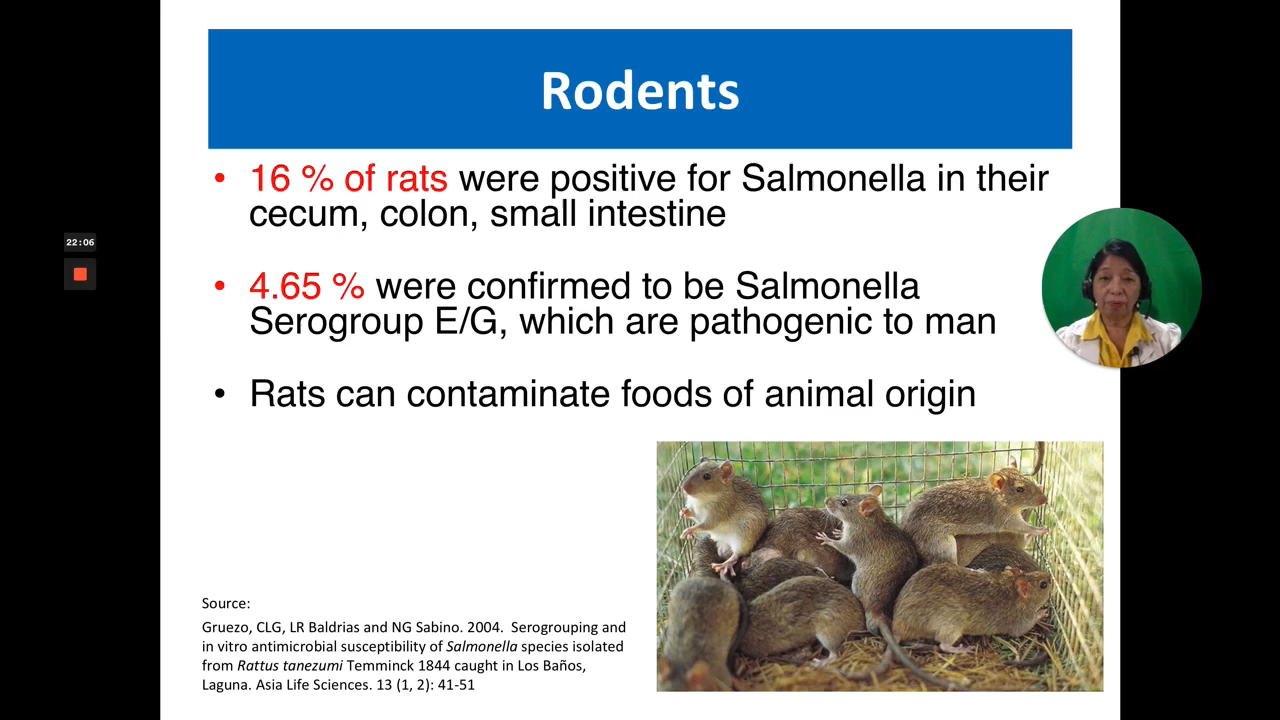 Rodents
• 16 % of rats were positive for Salmonella in their
cecum, colon, small intestine
• 4.65 % were confirmed to be Salmonella
Serogroup E/G, which are pathogenic to man
• Rats can contaminate foods of animal origin
22:06
Source:
Gruezo, CLG, LR Baldrias and NG Sabino. 2004. Serogrouping and
in vitro antimicrobial susceptibility of Salmonella species isolated
from Rattus tanezumi Temminck 1844 caught in Los Baños,
Laguna. Asia Life Sciences. 13 (1, 2): 41-51